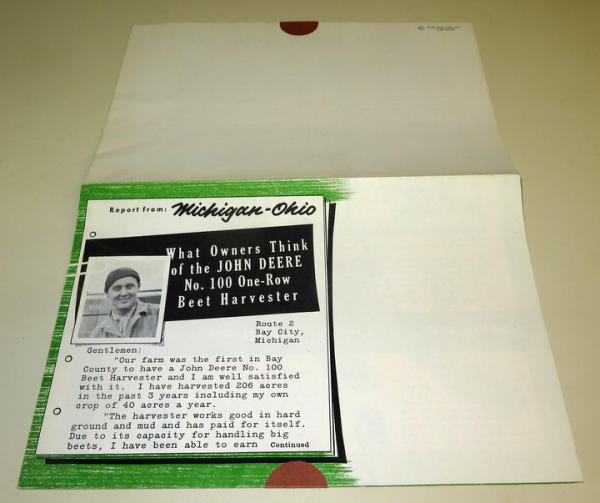 Report from: Michigan-Ohio
What Owners Think
of the JOHN DEERE
No. 100 One-Row
Beet Harvester
Route 2
Bay City,
Michigan
Gentlemen:
"Our farm was the first in Bay
County to have a John Deere No. 100
Beet Harvester and I am well satisfied
with it. I have harvested 206 acres
in the past 3 years including my own
crop of 40 acres a year.
"The harvester works good in hard
ground and mud and has paid for itself.
Due to its capacity for handling big
beets, I have been able to earn Continued